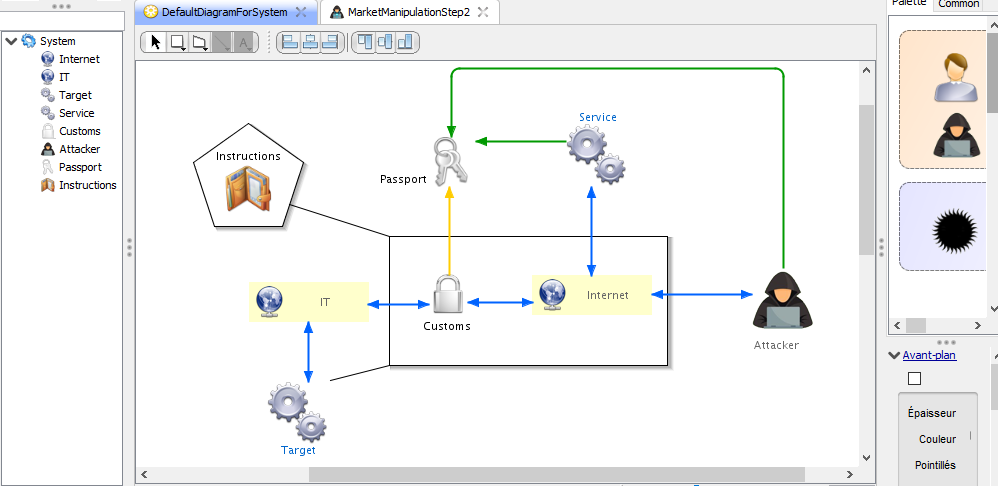 DefaultDiagramForSystem
MarketManipulationStep2
Palette
Common
System
Internet
IT
Target
Service
Customs
Attacker
Passport
Instructions
A
Service
Instructions
Passport
IT
Internet
Customs
Attacker
Target
Avant-plan
Épaisseur
Couleur
Pointillés